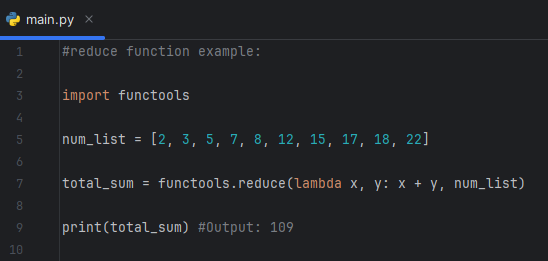 main.py ×
1 #reduce function example:
2
3 import functools
4
5 num_list = [2, 3, 5, 7, 8, 12, 15, 17, 18, 22]
6
7 total_sum = functools.reduce(lambda x, y: x + y, num_list)
8
9 print(total_sum) #Output: 109
10